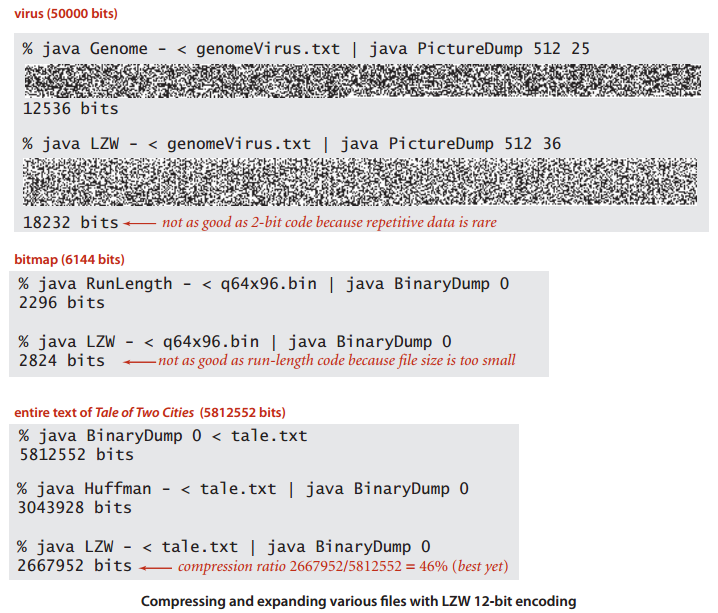 virus (50000 bits)
% java Genome - < genomeVirus.txt | java PictureDump 512 25
12536 bits
% java LZW - < genomeVirus.txt | java PictureDump 512 36
18232 bits not as good as 2-bit code because repetitive data is rare
bitmap (6144 bits)
% java RunLength - < q64x96.bin | java BinaryDump 0
2296 bits
% java LZW - < q64x96.bin | java BinaryDump 0
2824 bits not as good as run-length code because file size is too small
entire text of Tale of Two Cities (5812552 bits)
% java BinaryDump 0 < tale.txt
5812552 bits
% java Huffman - < tale.txt | java BinaryDump 0
3043928 bits
% java LZW - < tale.txt | java BinaryDump 0
2667952 bits compression ratio 2667952/5812552 = 46% (best yet)
Compressing and expanding various files with LZW 12-bit encoding